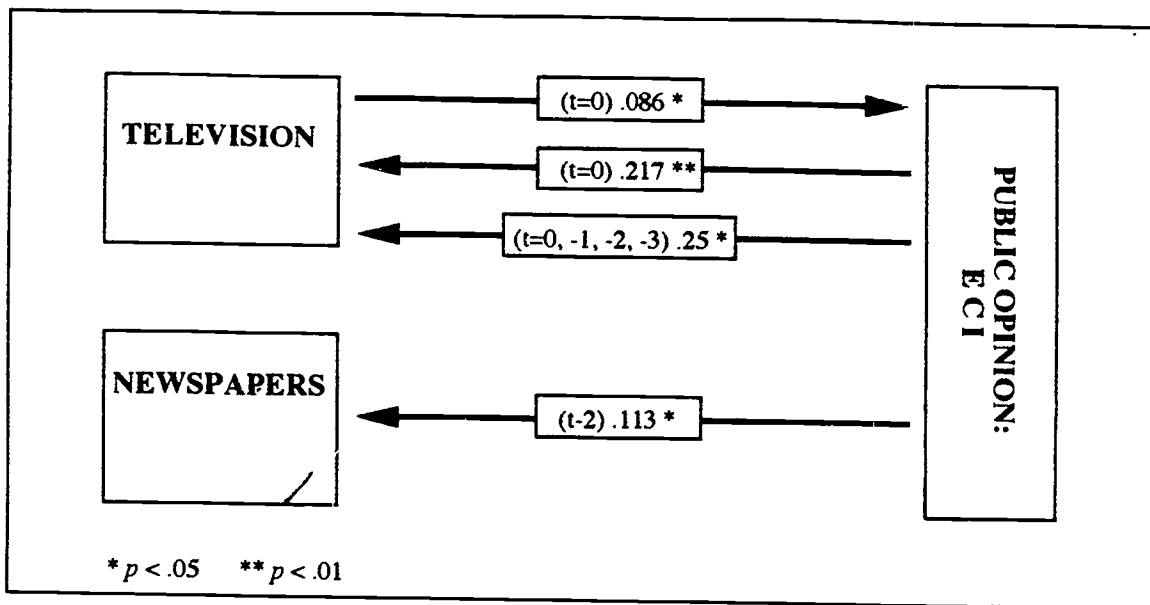 TELEVISION
(t=0) .086 *
(t=0) .217 **
(t=0, -1, -2, -3) .25 *
NEWSPAPERS
(t-2) .113 *
PUBLIC OPINION:
E C I
* p < .05 ** p < .01